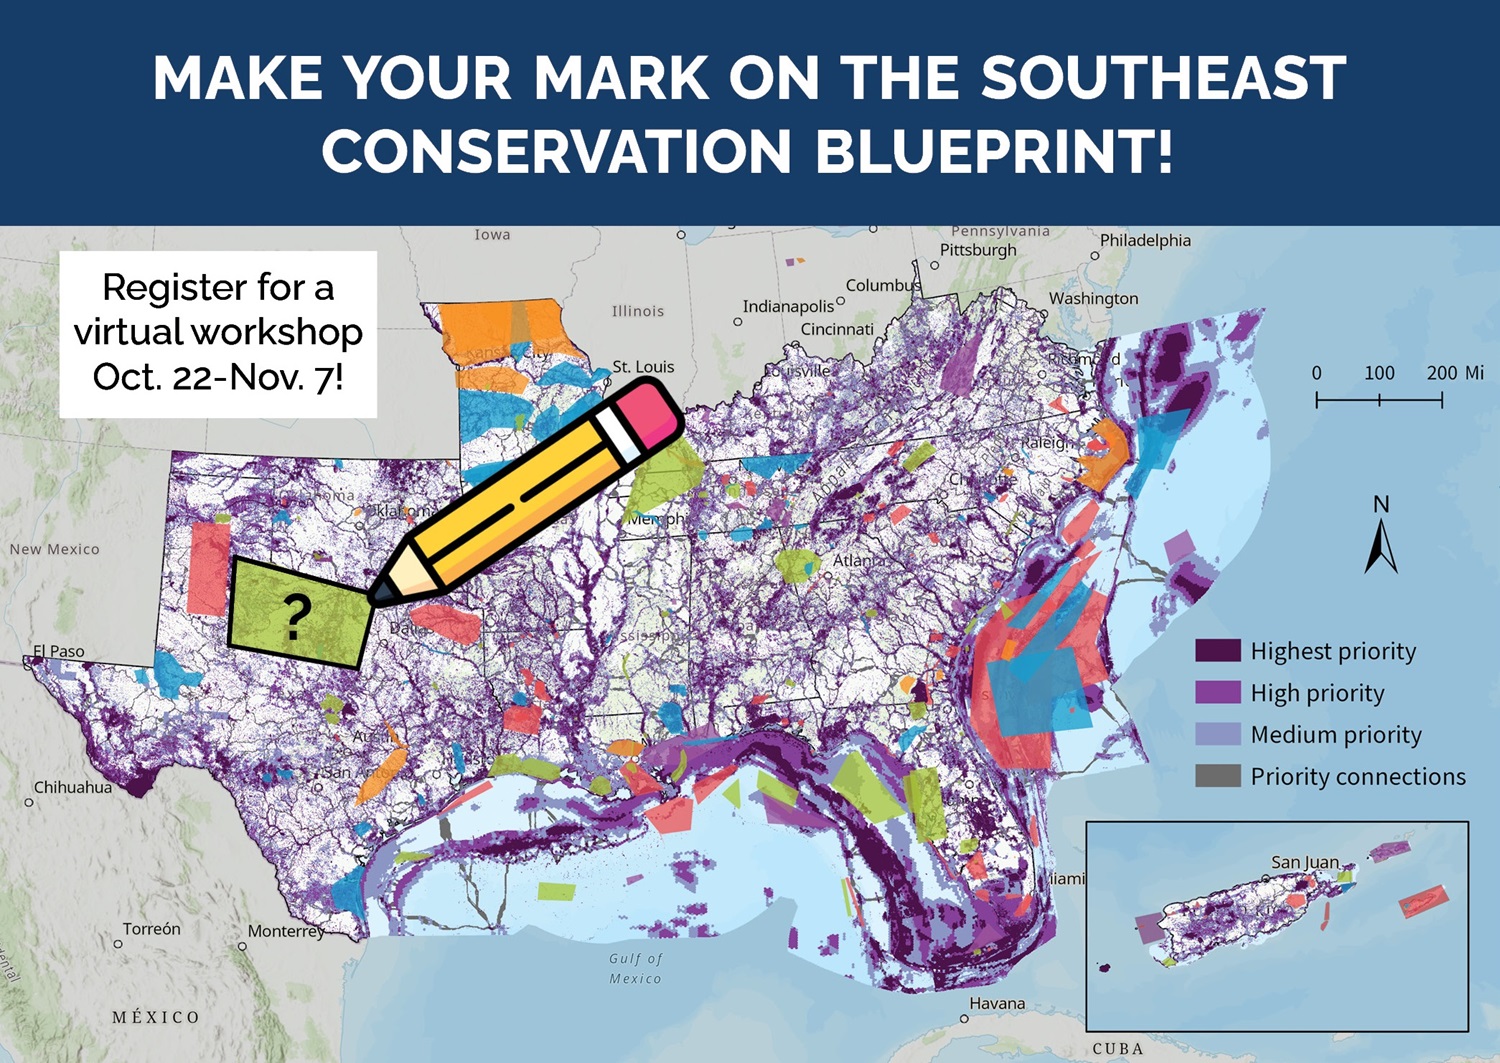 MAKE YOUR MARK ON THE SOUTHEAST
CONSERVATION BLUEPRINT!
Register for a
virtual workshop
Oct. 22-Nov. 7!
Iowa
Pennsylvania
Philadelphia
Pittsburgh
Columbus
Washington
Illinois
Indianapolis
Cincinnati
Kansas City
St. Louis
Louisville
Richmond
0 100 200 Mi
Raleigh
Charlotte
Memphis
N
New Mexico
Atlanta
?
Dallas
El Paso
Highest priority
High priority
Medium priority
Priority connections
Austin
San Antonio
Chihuahua
San Juan
Torreón
Monterrey
Gulf of
Mexico
Havana
MÉXICO
CUBA